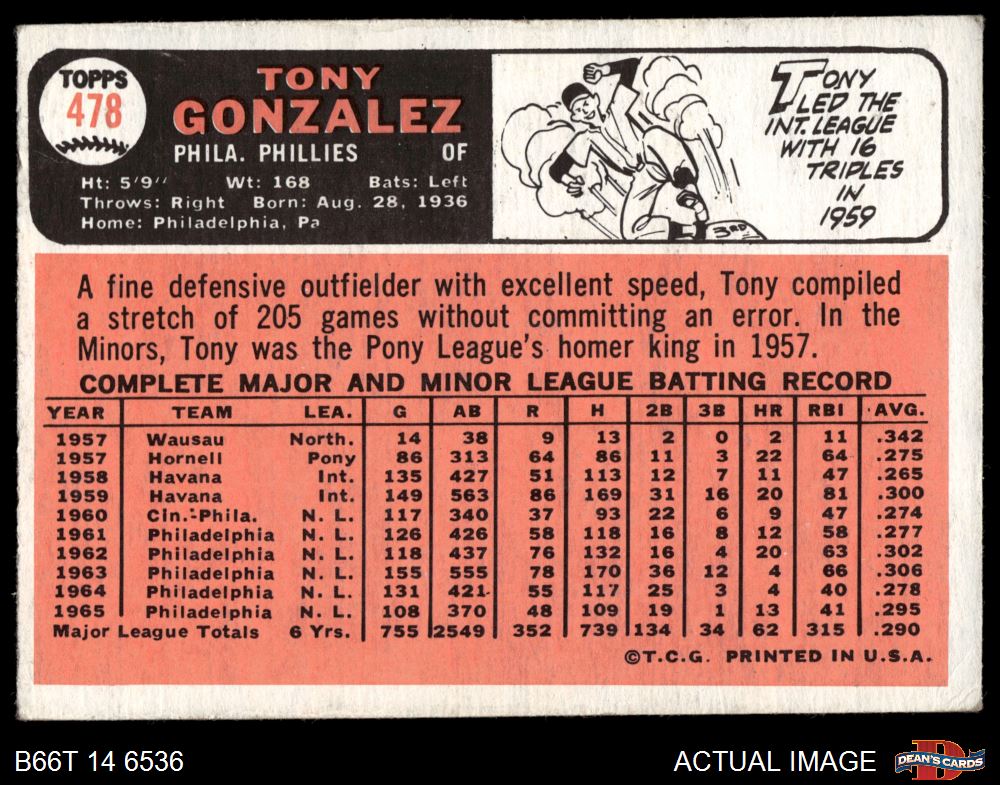 TOPPS
478
TONY
GONZALEZ
PHILA. PHILLIES OF
Ht: 5'9" Wt: 168 Bats: Left
Throws: Right Born: Aug. 28, 1936
Home: Philadelphia, Pa
TONY
LED THE
INT. LEAGUE
WITH 16
TRIPLES
IN
1959
3RD
A fine defensive outfielder with excellent speed, Tony compiled
a stretch of 205 games without committing an error. In the
Minors, Tony was the Pony League's homer king in 1957.
COMPLETE MAJOR AND MINOR LEAGUE BATTING RECORD
YEAR TEAM LEA. G AB R H 2B 3B HR RBI AVG.
1957 Wausau North. 14 38 9 13 2 0 2 11 .342
1957 Hornell Pony 86 313 64 86 11 3 22 64 .275
1958 Havana Int. 135 427 51 113 12 7 11 47 .265
1959 Havana Int. 149 563 86 169 31 16 20 81 .300
1960 Cin.-Phila. N. L. 117 340 37 93 22 6 9 47 .274
1961 Philadelphia N. L. 126 426 58 118 16 8 12 58 .277
1962 Philadelphia N. L. 118 437 76 132 16 4 20 63 .302
1963 Philadelphia N. L. 155 555 78 170 36 12 4 66 .306
1964 Philadelphia N. L. 131 421 55 117 25 3 4 40 .278
1965 Philadelphia N. L. 108 370 48 109 19 1 13 41 .295
Major League Totals 6 Yrs. 755 2549 352 739 134 34 62 315 .290
©T.C.G. PRINTED IN U.S.A.
B66T 14 6536 ACTUAL IMAGE DEAN'S CARDS